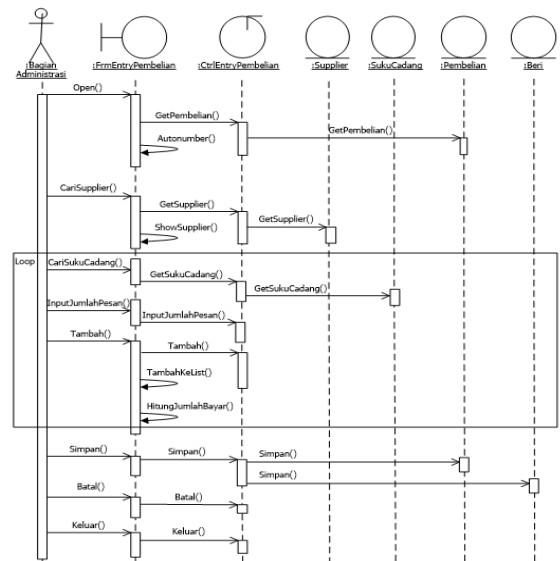 :Bagian
Administrasi
:FrmEntryPembelian
:CtrlEntryPembelian
:Supplier
:SukuCadang
:Pembelian
:Beri
Open()
GetPembelian()
GetPembelian()
Autonumber()
CariSupplier()
GetSupplier()
GetSupplier()
ShowSupplier()
Loop
CariSukuCadang()
GetSukuCadang()
GetSukuCadang()
InputJumlahPesan()
InputJumlahPesan()
Tambah()
Tambah()
TambahKeList()
HitungJumlahBayar()
Simpan()
Simpan()
Simpan()
Simpan()
Batal()
Batal()
Keluar()
Keluar()